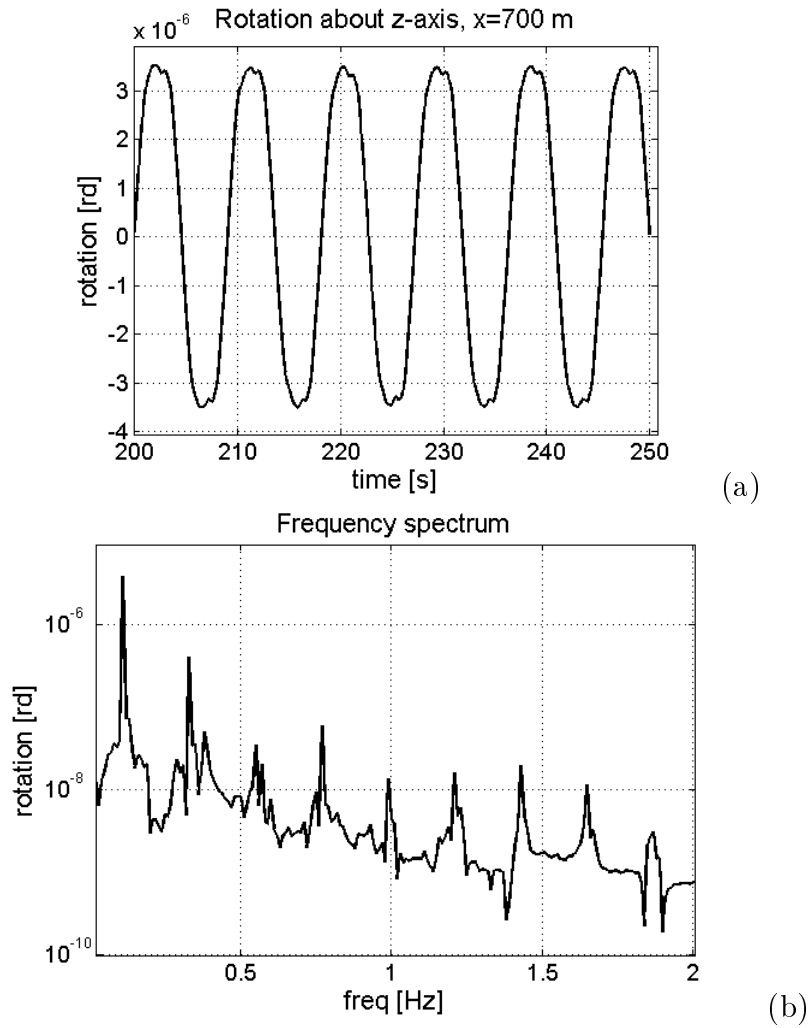 x 10^-6 Rotation about z-axis, x=700 m
rotation [rd]
3
2
1
0
-1
-2
-3
-4
200 210 220 230 240 250
time [s]
(a)
Frequency spectrum
rotation [rd]
10^-6
10^-8
10^-10
0.5 1 1.5 2
freq [Hz]
(b)